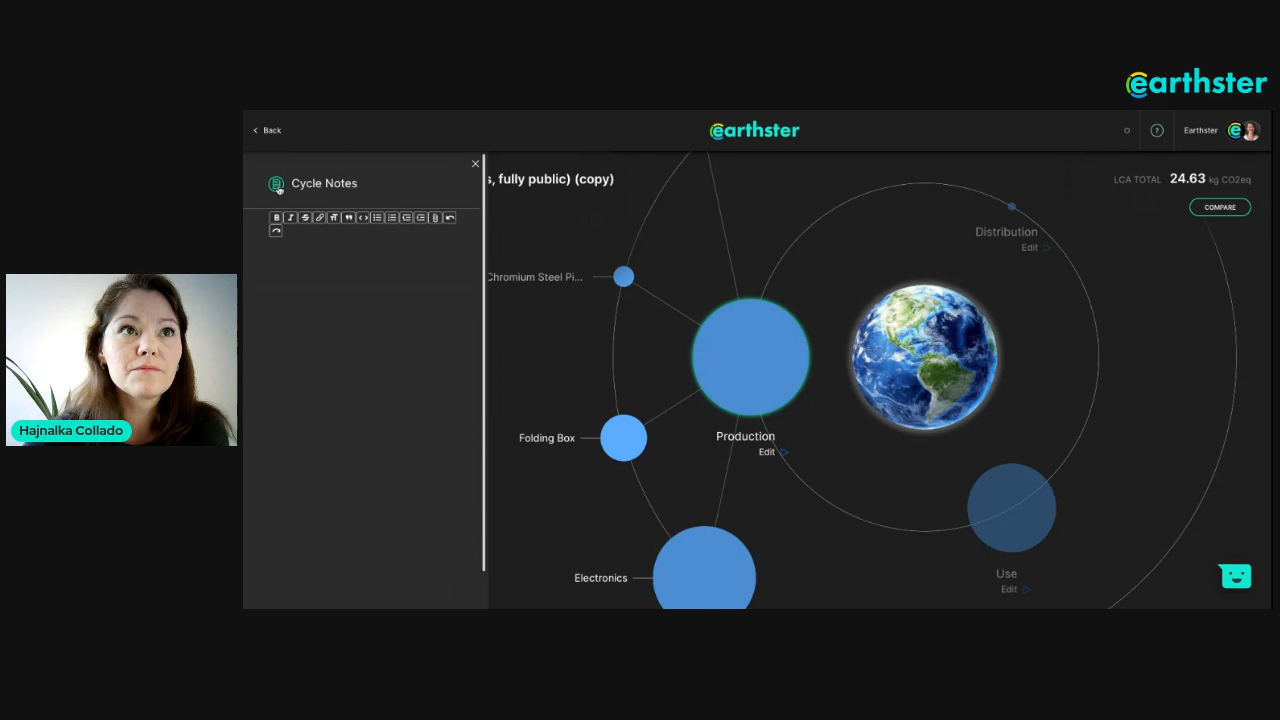 earthster
Back
earthster
?
Earthster
e
Cycle Notes
, fully public) (copy)
LCA TOTAL 24.63 kg CO2eq
COMPARE
Distribution
Edit
Chromium Steel Pi...
Production
Edit
Folding Box
Hajnalka Collado
Electronics
Use
Edit